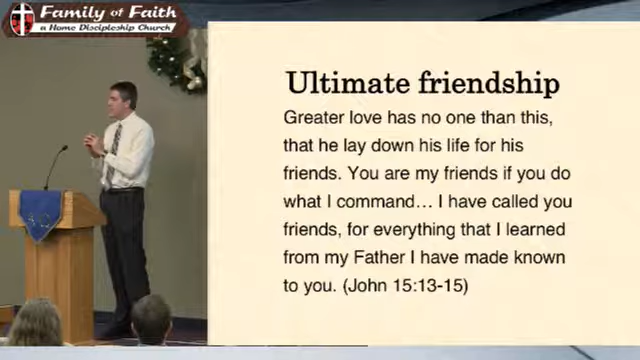 Family of Faith
a Home Discipleship Church
Ultimate friendship
Greater love has no one than this,
that he lay down his life for his
friends. You are my friends if you do
what I command… I have called you
friends, for everything that I learned
from my Father I have made known
to you. (John 15:13-15)